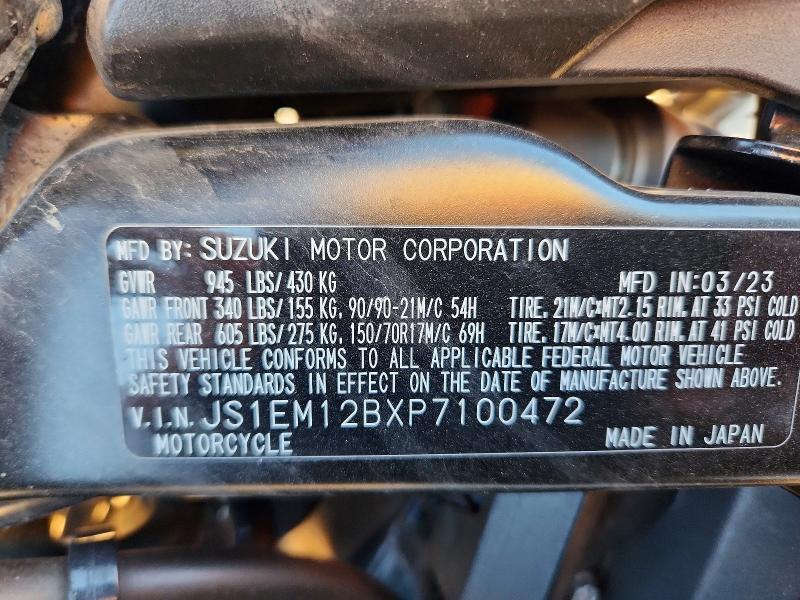 MFD BY: SUZUKI MOTOR CORPORATION
GVWR 945 LBS/430 KG MFD IN:03/23
GAWR FRONT 340 LBS/155 KG, 90/90-21M/C 54H TIRE, 21M/C×MT2.15 RIM, AT 33 PSI COLD
GAWR REAR 605 LBS/275 KG, 150/70R17M/C 69H TIRE, 17M/C×MT4.00 RIM, AT 41 PSI COLD
THIS VEHICLE CONFORMS TO ALL APPLICABLE FEDERAL MOTOR VEHICLE
SAFETY STANDARDS IN EFFECT ON THE DATE OF MANUFACTURE SHOWN ABOVE.
V.I.N. JS1EM12BXP7100472
MOTORCYCLE MADE IN JAPAN